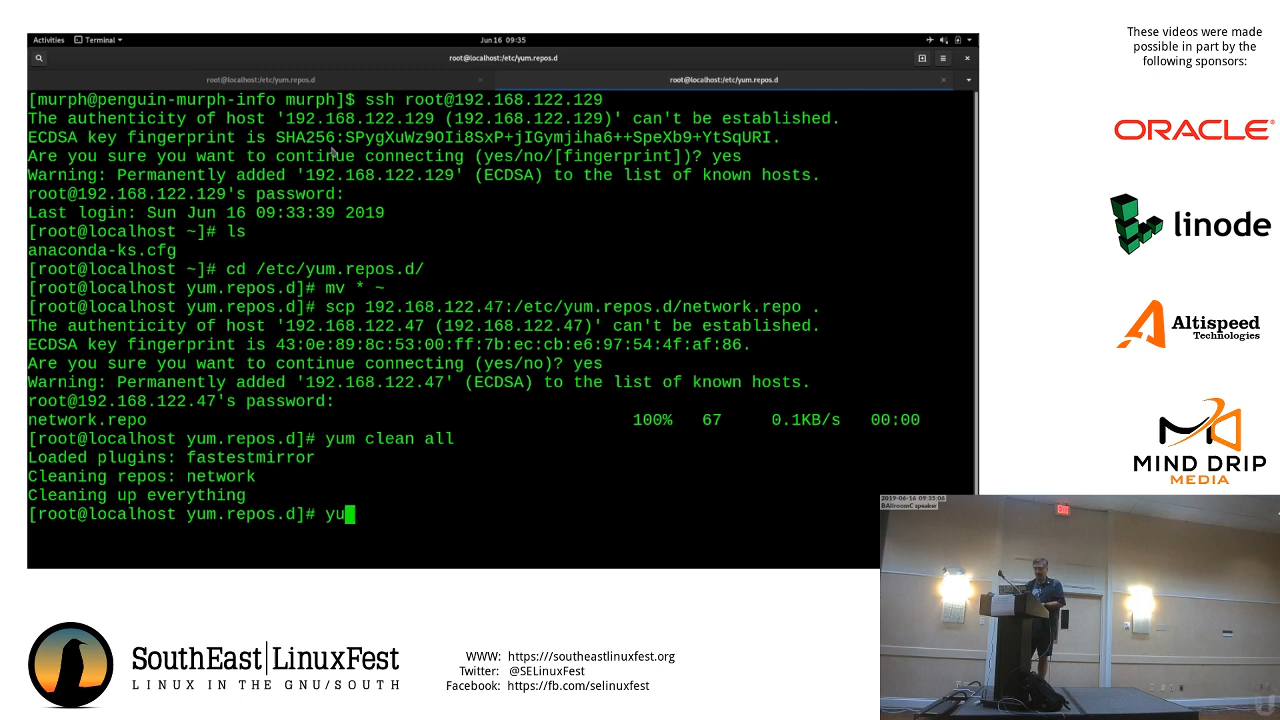 Activities
Terminal
Jun 16 09:35
root@localhost:/etc/yum.repos.d
root@localhost:/etc/yum.repos.d
root@localhost:/etc/yum.repos.d
[murph@penguin-murph-info murph]$ ssh root@192.168.122.129
The authenticity of host '192.168.122.129 (192.168.122.129)' can't be established.
ECDSA key fingerprint is SHA256:SPygXuWz9OIi8SxP+jIGymjiha6++SpeXb9+YtSqURI.
Are you sure you want to continue connecting (yes/no/[fingerprint])? yes
Warning: Permanently added '192.168.122.129' (ECDSA) to the list of known hosts.
root@192.168.122.129's password:
Last login: Sun Jun 16 09:33:39 2019
[root@localhost ~]# ls
anaconda-ks.cfg
[root@localhost ~]# cd /etc/yum.repos.d/
[root@localhost yum.repos.d]# mv * ~
[root@localhost yum.repos.d]# scp 192.168.122.47:/etc/yum.repos.d/network.repo .
The authenticity of host '192.168.122.47 (192.168.122.47)' can't be established.
ECDSA key fingerprint is 43:0e:89:8c:53:00:ff:7b:ec:cb:e6:97:54:4f:af:86.
Are you sure you want to continue connecting (yes/no)? yes
Warning: Permanently added '192.168.122.47' (ECDSA) to the list of known hosts.
root@192.168.122.47's password:
network.repo 100% 67 0.1KB/s 00:00
[root@localhost yum.repos.d]# yum clean all
Loaded plugins: fastestmirror
Cleaning repos: network
Cleaning up everything
[root@localhost yum.repos.d]# yu
These videos were made
possible in part by the
following sponsors:
ORACLE
linode
Altispeed
Technologies
MIND DRIP
MEDIA
2019-06-16 09:35:06
BAllroomC speaker
EXIT
SouthEast LinuxFest
LINUX IN THE GNU/SOUTH
WWW: https:///southeastlinuxfest.org
Twitter: @SELinuxFest
Facebook: https://fb.com/selinuxfest